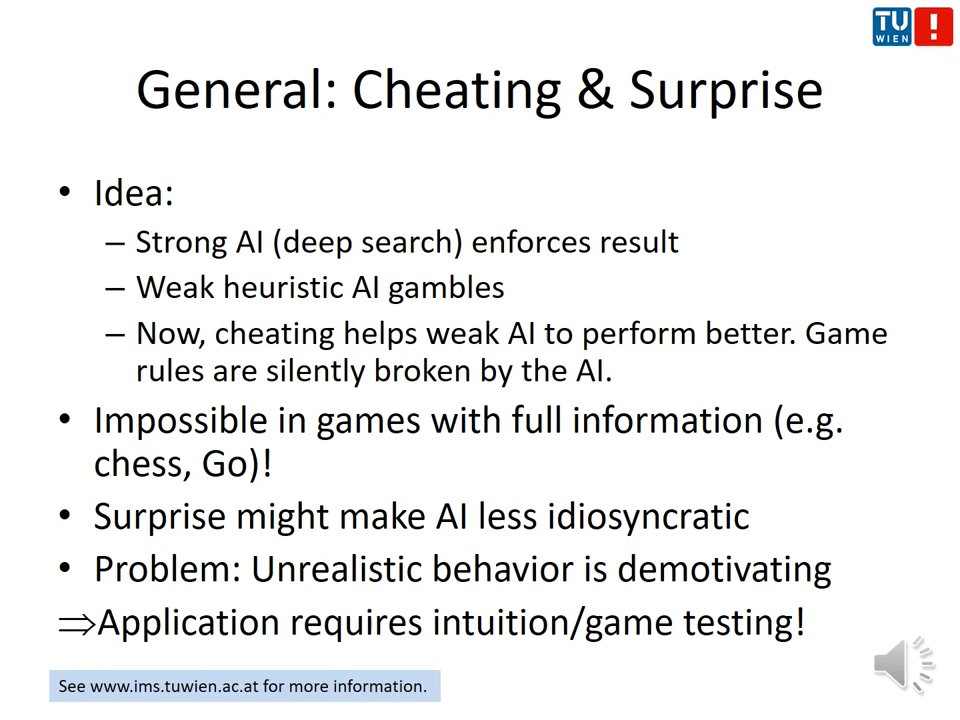 TU
WIEN
!
General: Cheating & Surprise
• Idea:
– Strong AI (deep search) enforces result
– Weak heuristic AI gambles
– Now, cheating helps weak AI to perform better. Game
rules are silently broken by the AI.
• Impossible in games with full information (e.g.
chess, Go)!
• Surprise might make AI less idiosyncratic
• Problem: Unrealistic behavior is demotivating
⇒Application requires intuition/game testing!
See www.ims.tuwien.ac.at for more information.